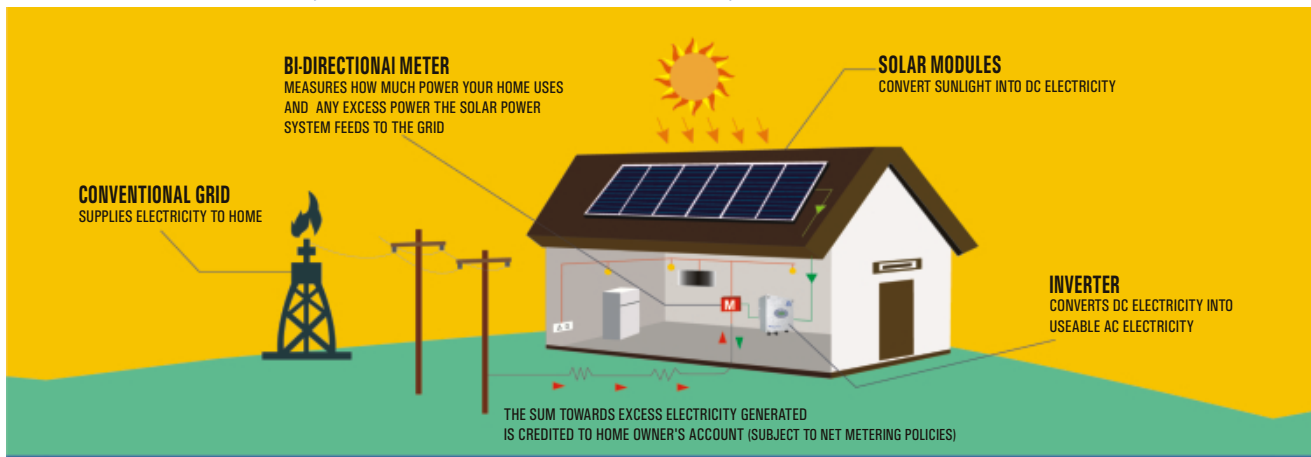 BI-DIRECTIONAl METER
MEASURES HOW MUCH POWER YOUR HOME USES
AND ANY EXCESS POWER THE SOLAR POWER
SYSTEM FEEDS TO THE GRID
SOLAR MODULES
CONVERT SUNLIGHT INTO DC ELECTRICITY
CONVENTIONAL GRID
SUPPLIES ELECTRICITY TO HOME
M
INVERTER
CONVERTS DC ELECTRICITY INTO
USEABLE AC ELECTRICITY
THE SUM TOWARDS EXCESS ELECTRICITY GENERATED
IS CREDITED TO HOME OWNER'S ACCOUNT (SUBJECT TO NET METERING POLICIES)